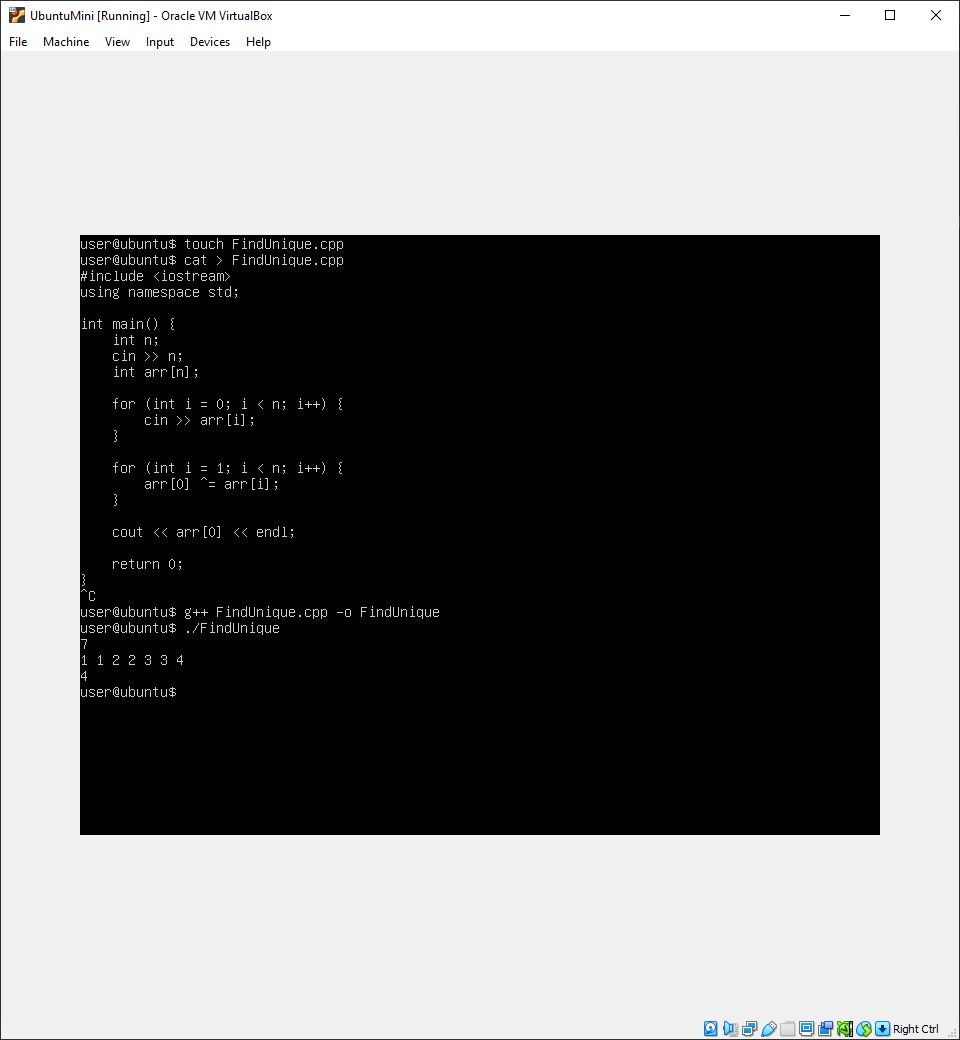 UbuntuMini [Running] - Oracle VM VirtualBox
File Machine View Input Devices Help
user@ubuntu$ touch FindUnique.cpp
user@ubuntu$ cat > FindUnique.cpp
#include <iostream>
using namespace std;

int main() {
    int n;
    cin >> n;
    int arr[n];

    for (int i = 0; i < n; i++) {
        cin >> arr[i];
    }

    for (int i = 1; i < n; i++) {
        arr[0] ^= arr[i];
    }

    cout << arr[0] << endl;

    return 0;
}
^C
user@ubuntu$ g++ FindUnique.cpp -o FindUnique
user@ubuntu$ ./FindUnique
7
1 1 2 2 3 3 4
4
user@ubuntu$
Right Ctrl